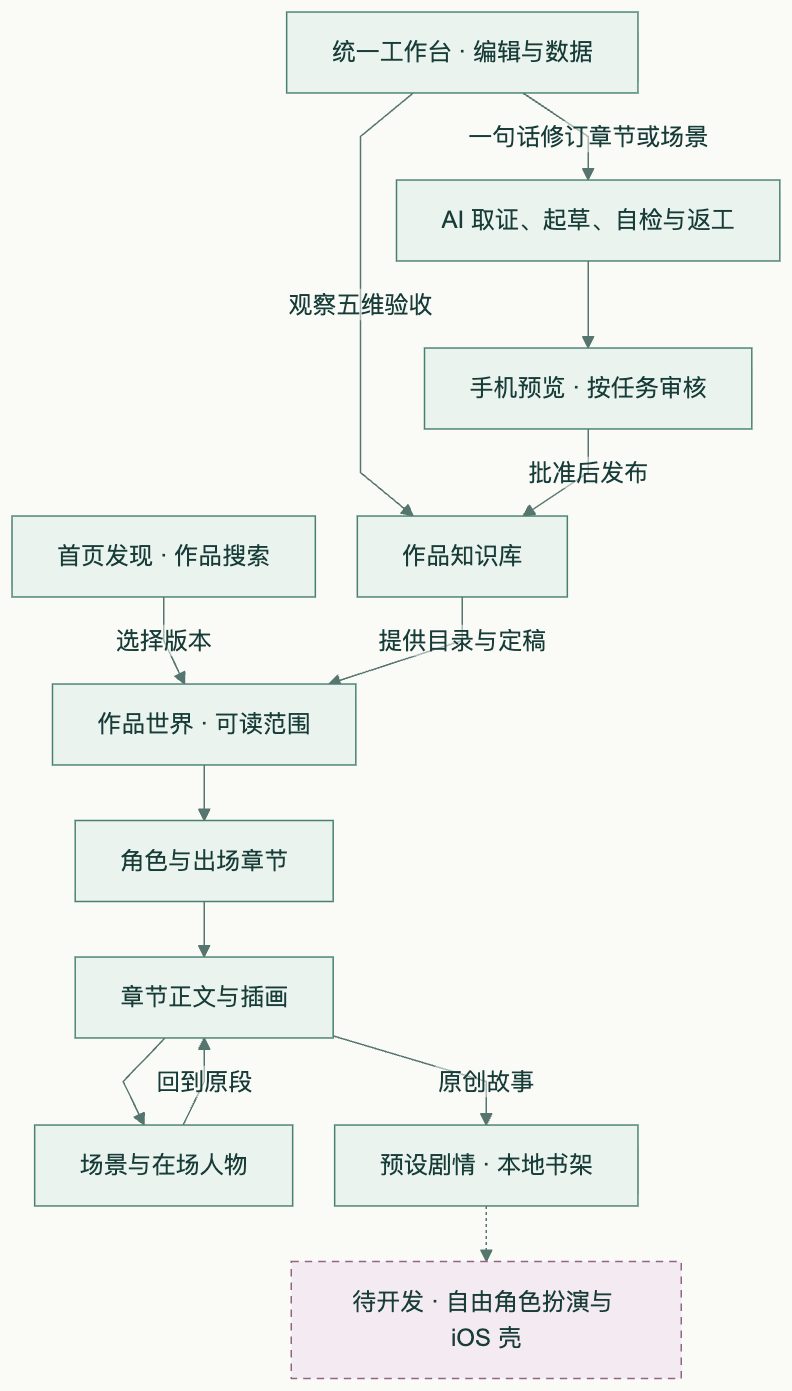 统一工作台 · 编辑与数据
一句话修订章节或场景
AI 取证、起草、自检与返工
观察五维验收
手机预览 · 按任务审核
批准后发布
首页发现 · 作品搜索
作品知识库
选择版本
提供目录与定稿
作品世界 · 可读范围
角色与出场章节
章节正文与插画
回到原段
原创故事
场景与在场人物
预设剧情 · 本地书架
待开发 · 自由角色扮演与
iOS 壳